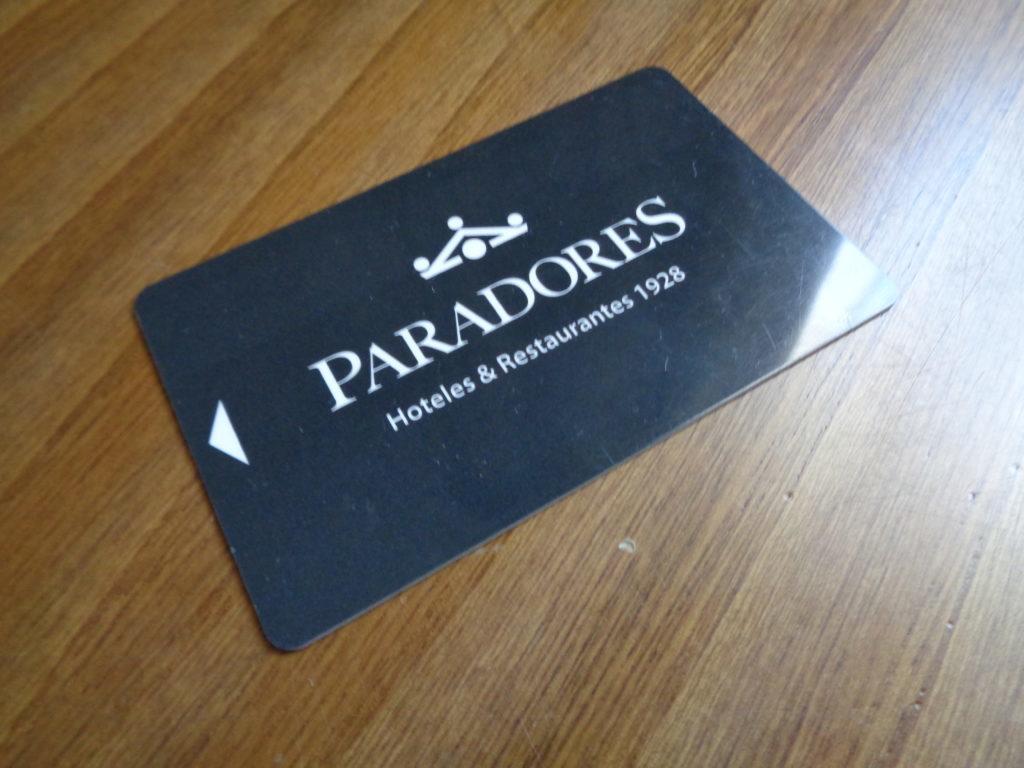 PARADORES
Hoteles & Restaurantes 1928